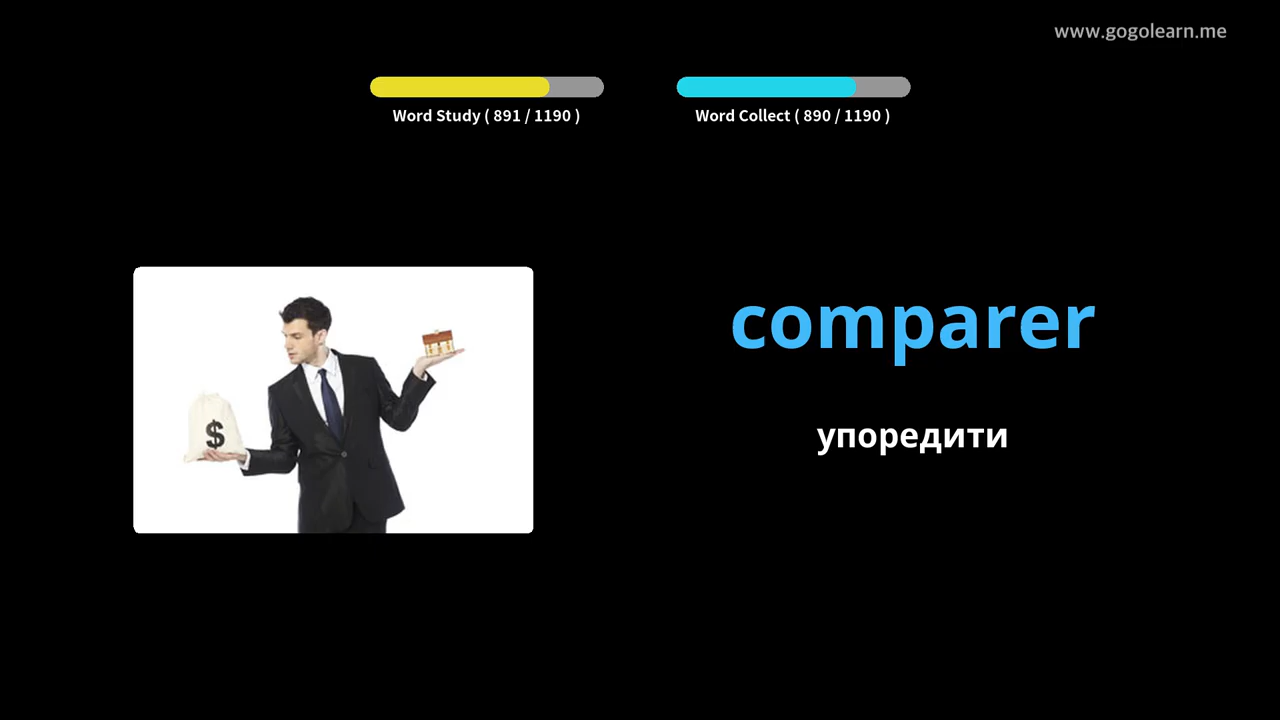 www.gogolearn.me
Word Study ( 891 / 1190 )
Word Collect ( 890 / 1190 )
comparer
$
упоредити